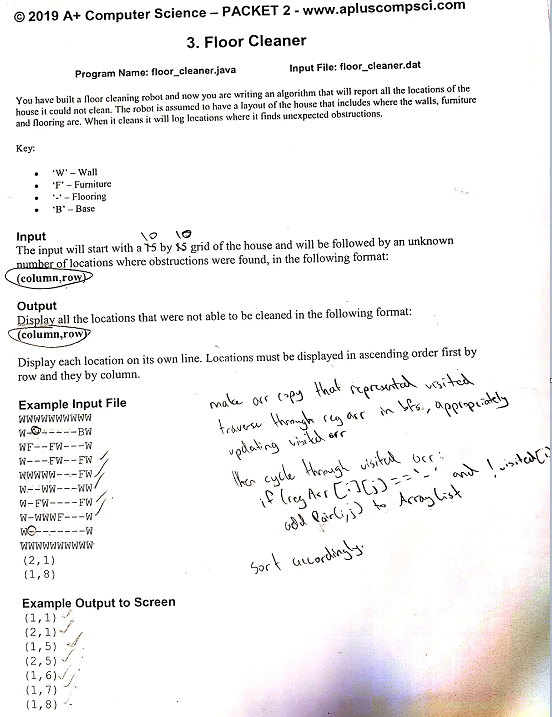 © 2019 A+ Computer Science – PACKET 2 - www.apluscompsci.com
3. Floor Cleaner
Program Name: floor_cleaner.java Input File: floor_cleaner.dat
You have built a floor cleaning robot and now you are writing an algorithm that will report all the locations of the
house it could not clean. The robot is assumed to have a layout of the house that includes where the walls, furniture
and flooring are. When it cleans it will log locations where it finds unexpected obstructions.
Key:
• 'W' – Wall
• 'F' – Furniture
• '-' – Flooring
• 'B' – Base
Input
10 10
The input will start with a 15 by 15 grid of the house and will be followed by an unknown
number of locations where obstructions were found, in the following format:
(column,row)
Output
Display all the locations that were not able to be cleaned in the following format:
(column,row)
Display each location on its own line. Locations must be displayed in ascending order first by
row and they by column.
Example Input File
WWWWWWWWWW
W-------BW
WF--FW---W
W---FW--FW
WWWWW---FW
W--WW---WW
W-FW----FW
W-WWWF---W
W--------W
WWWWWWWWWW
(2,1)
(1,8)
make arr copy that represented visited
traverse through reg arr in bfs, appropriately
updating visited arr
then cycle through visited arr:
if (regArr[i][j]=='-' and !visited[i]
add Pair(i,j) to ArrayList
sort accordingly.
Example Output to Screen
(1,1)
(2,1)
(1,5)
(2,5)
(1,6)
(1,7)
(1,8)